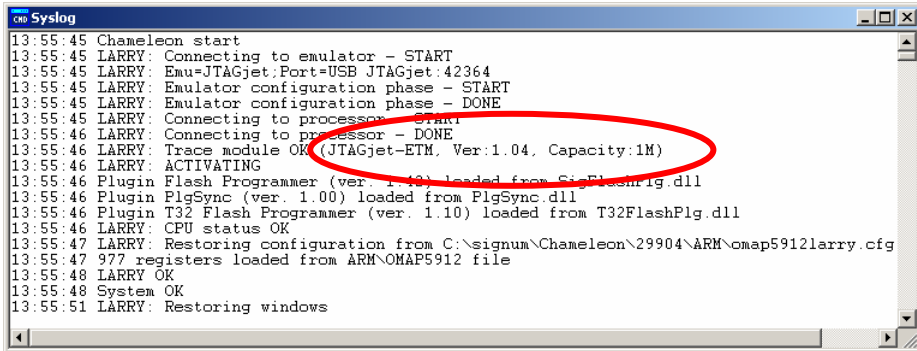 CMD Syslog
13:55:45 Chameleon start
13:55:45 LARRY: Connecting to emulator - START
13:55:45 LARRY: Emu=JTAGjet;Port=USB JTAGjet:42364
13:55:45 LARRY: Emulator configuration phase - START
13:55:45 LARRY: Emulator configuration phase - DONE
13:55:45 LARRY: Connecting to processor - START
13:55:46 LARRY: Connecting to processor - DONE
13:55:46 LARRY: Trace module OK (JTAGjet-ETM, Ver:1.04, Capacity:1M)
13:55:46 LARRY: ACTIVATING
13:55:46 Plugin Flash Programmer (ver. 1.42) loaded from SigFlashPlg.dll
13:55:46 Plugin PlgSync (ver. 1.00) loaded from PlgSync.dll
13:55:46 Plugin T32 Flash Programmer (ver. 1.10) loaded from T32FlashPlg.dll
13:55:46 LARRY: CPU status OK
13:55:47 LARRY: Restoring configuration from C:\signum\Chameleon\29904\ARM\omap5912larry.cfg
13:55:47 977 registers loaded from ARM\OMAP5912 file
13:55:48 LARRY OK
13:55:48 System OK
13:55:51 LARRY: Restoring windows